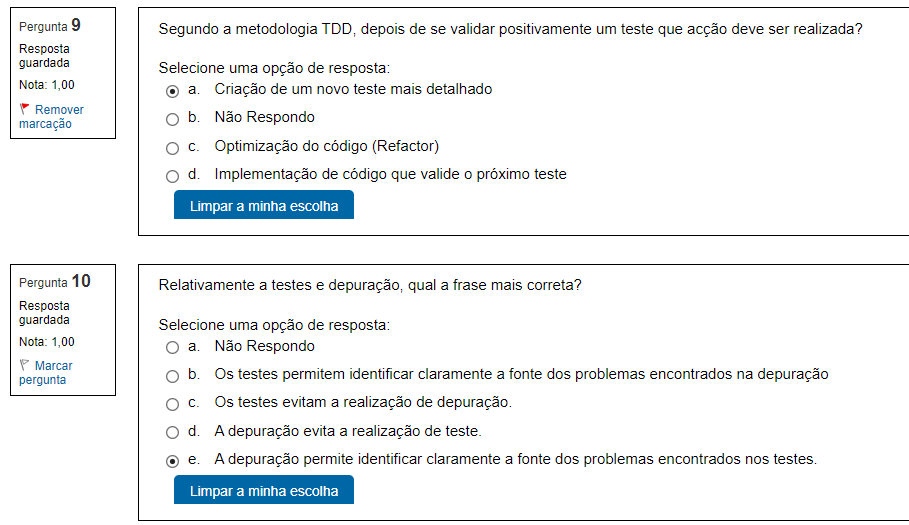 Pergunta 9
Resposta
guardada
Nota: 1,00
Remover
marcação
Segundo a metodologia TDD, depois de se validar positivamente um teste que acção deve ser realizada?
Selecione uma opção de resposta:
a. Criação de um novo teste mais detalhado
b. Não Respondo
c. Optimização do código (Refactor)
d. Implementação de código que valide o próximo teste
Limpar a minha escolha
Pergunta 10
Resposta
guardada
Nota: 1,00
Marcar
pergunta
Relativamente a testes e depuração, qual a frase mais correta?
Selecione uma opção de resposta:
a. Não Respondo
b. Os testes permitem identificar claramente a fonte dos problemas encontrados na depuração
c. Os testes evitam a realização de depuração.
d. A depuração evita a realização de teste.
e. A depuração permite identificar claramente a fonte dos problemas encontrados nos testes.
Limpar a minha escolha